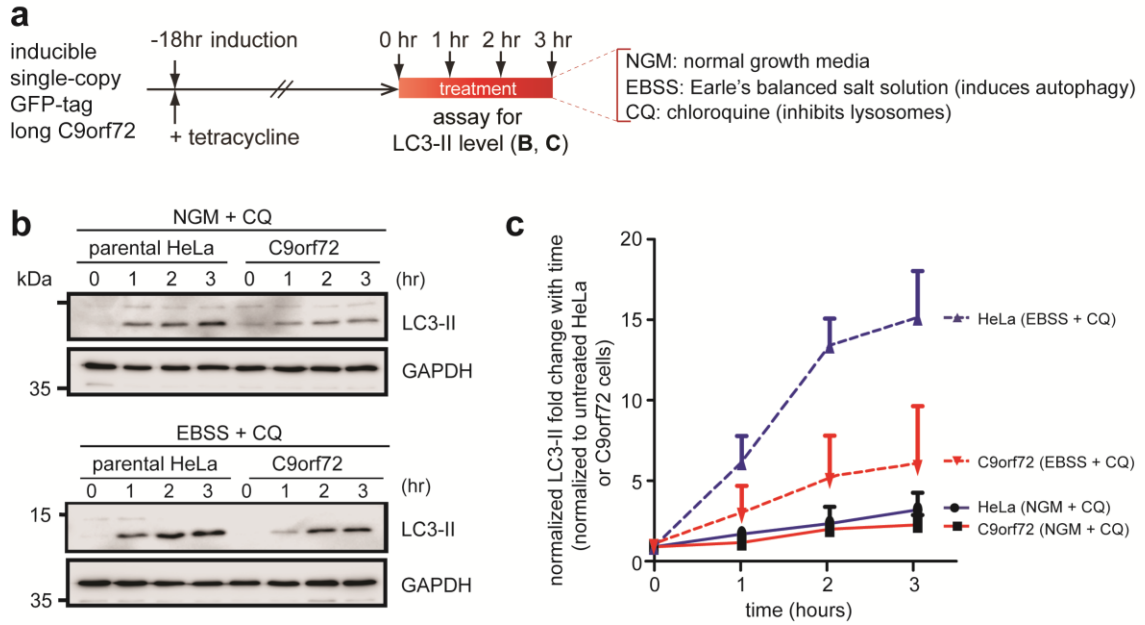 a
inducible
single-copy
GFP-tag
long C9orf72
-18hr induction
+ tetracycline
0 hr 1 hr 2 hr 3 hr
treatment
assay for
LC3-II level (B, C)
NGM: normal growth media
EBSS: Earle's balanced salt solution (induces autophagy)
CQ: chloroquine (inhibits lysosomes)
b
NGM + CQ
parental HeLa C9orf72
kDa 0 1 2 3 0 1 2 3 (hr)
LC3-II
GAPDH
35
EBSS + CQ
parental HeLa C9orf72
0 1 2 3 0 1 2 3 (hr)
15
LC3-II
GAPDH
35
c
normalized LC3-II fold change with time
(normalized to untreated HeLa
or C9orf72 cells)
20
15
10
5
0
0 1 2 3
time (hours)
HeLa (EBSS + CQ)
C9orf72 (EBSS + CQ)
HeLa (NGM + CQ)
C9orf72 (NGM + CQ)